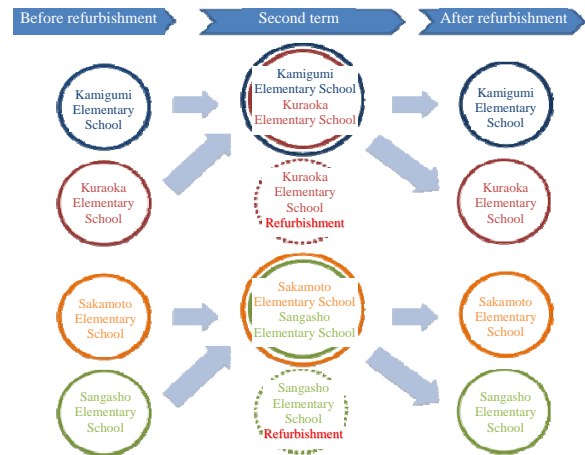 Before refurbishment
Second term
After refurbishment
Kamigumi
Elementary
School
Kamigumi
Elementary School
Kuraoka
Elementary School
Kamigumi
Elementary
School
Kuraoka
Elementary
School
Kuraoka
Elementary
School
Refurbishment
Kuraoka
Elementary
School
Sakamoto
Elementary
School
Sakamoto
Elementary School
Sangasho
Elementary School
Sakamoto
Elementary
School
Sangasho
Elementary
School
Sangasho
Elementary
School
Refurbishment
Sangasho
Elementary
School